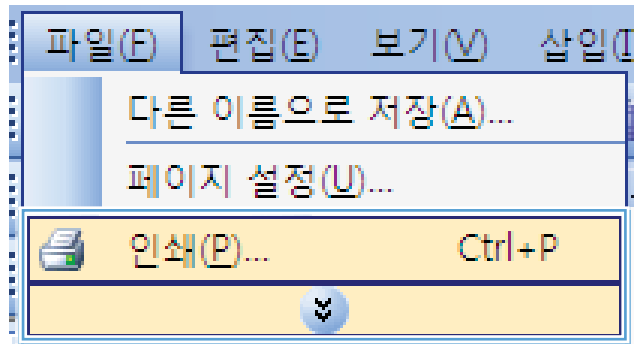 파일(F) 편집(E) 보기(V) 삽입(I
다른 이름으로 저장(A)...
페이지 설정(U)...
인쇄(P)... Ctrl+P